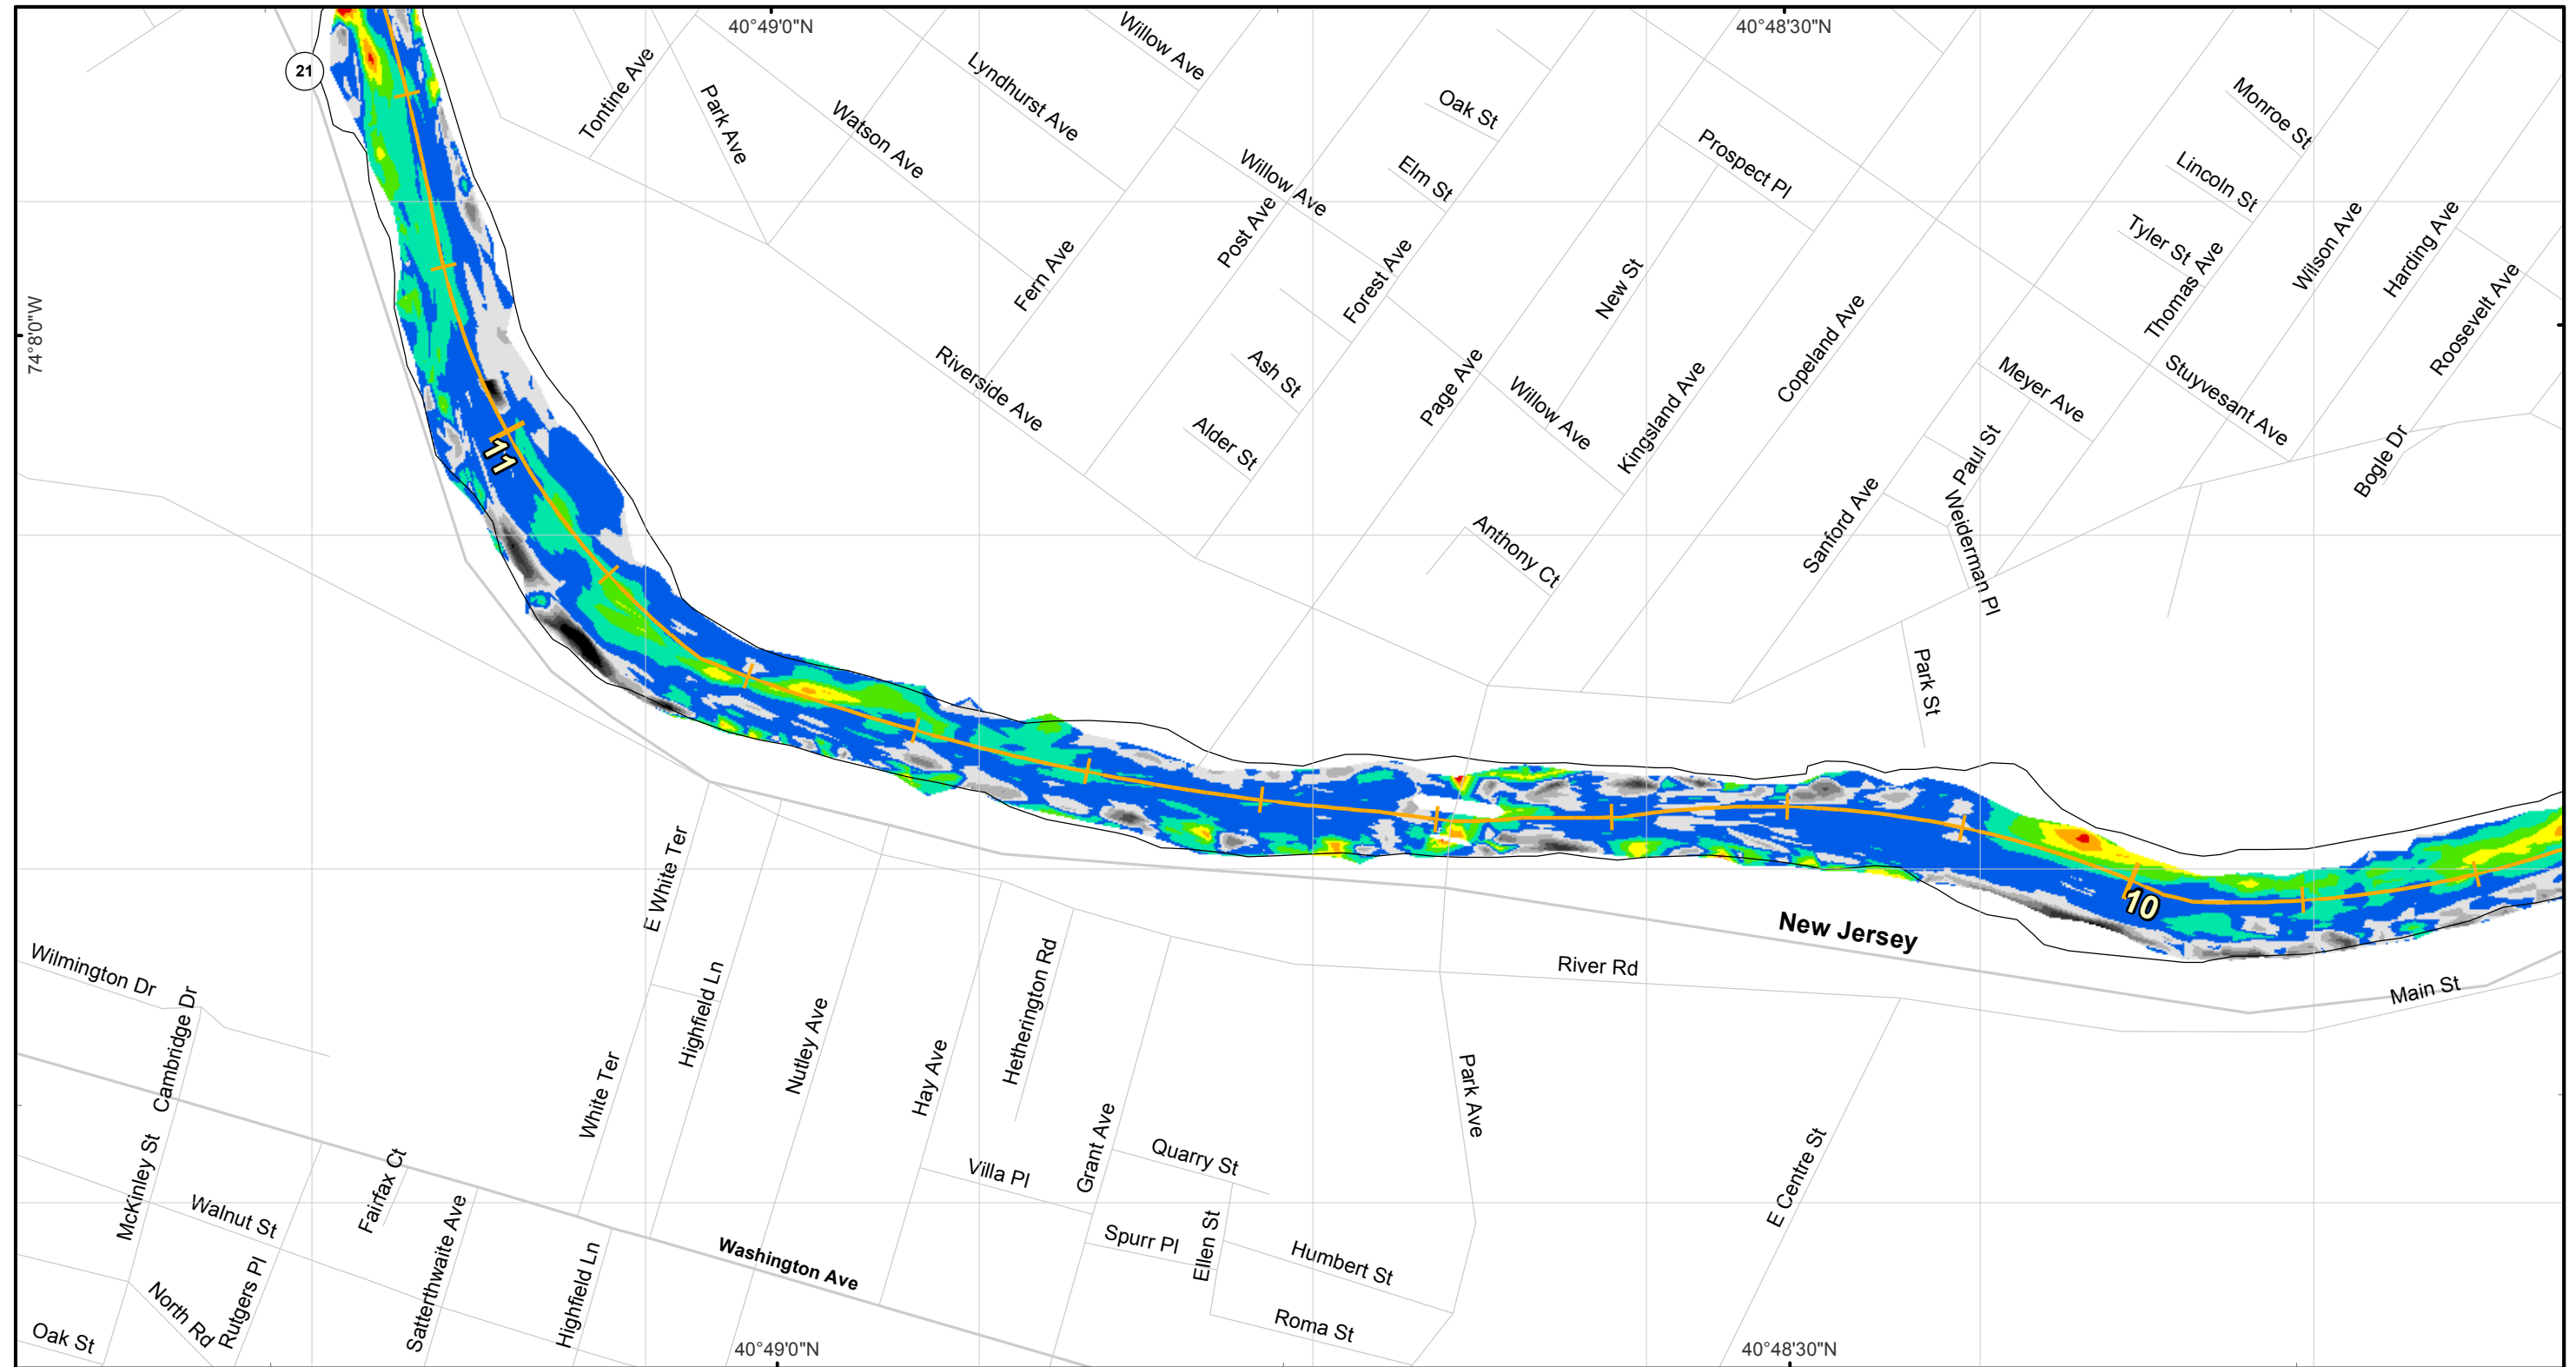 40°49'0"N
40°48'30"N
21
Willow Ave
Tontine Ave
Park Ave
Lyndhurst Ave
Watson Ave
Oak St
Monroe St
Prospect Pl
Willow Ave
Elm St
Lincoln St
Post Ave
Tyler St
Wilson Ave
Harding Ave
Fern Ave
Forest Ave
New St
Thomas Ave
Roosevelt Ave
74°8'0"W
Riverside Ave
Ash St
Page Ave
Willow Ave
Kingsland Ave
Copeland Ave
Meyer Ave
Stuyvesant Ave
Alder St
Paul St
Bogle Dr
11
Anthony Ct
Sanford Ave
Weiderman Pl
Park St
10
E White Ter
New Jersey
River Rd
Main St
Wilmington Dr
Cambridge Dr
Highfield Ln
Nutley Ave
Hetherington Rd
White Ter
Hay Ave
Park Ave
McKinley St
Fairfax Ct
Grant Ave
Quarry St
Villa Pl
E Centre St
Walnut St
Satterthwaite Ave
Spurr Pl
Ellen St
Humbert St
Washington Ave
Rutgers Pl
Highfield Ln
North Rd
Roma St
Oak St
40°49'0"N
40°48'30"N